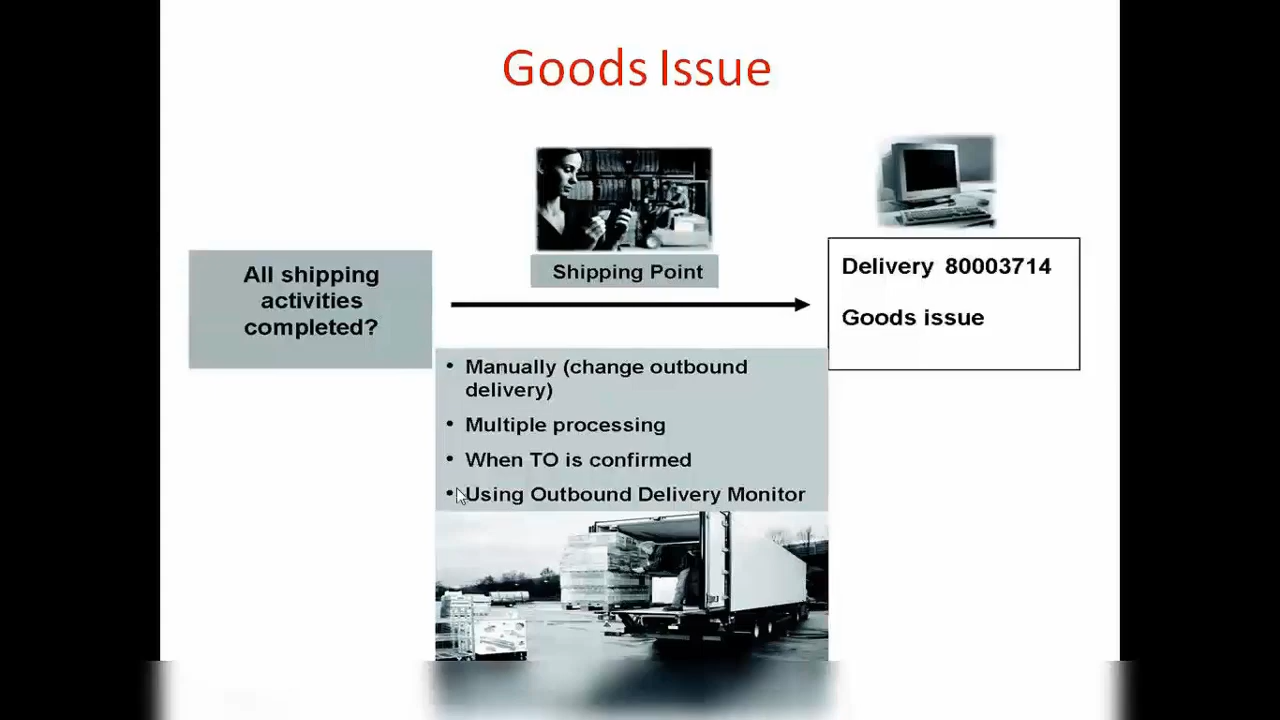 Goods Issue
All shipping
activities
completed?
Shipping Point
Delivery 80003714
Goods issue
• Manually (change outbound
delivery)
• Multiple processing
• When TO is confirmed
• Using Outbound Delivery Monitor